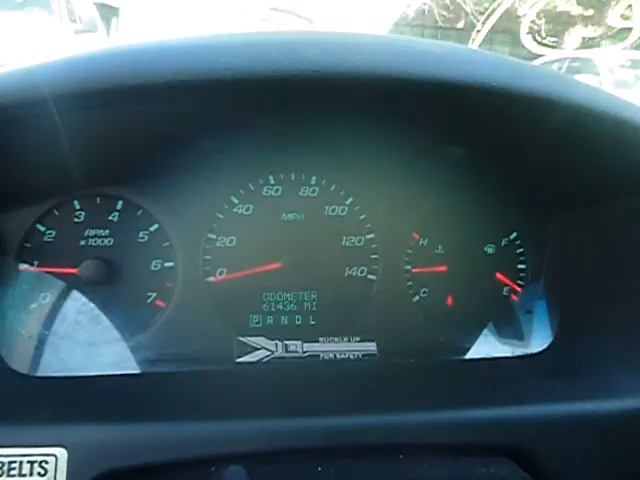 0 1 2 3 4 5 6 7
RPM
x1000
0 20 40 60 80 100 120 140
MPH
ODOMETER
61436 MI
P R N D L
BUCKLE UP
FOR SAFETY
H
C
F
E
BELTS